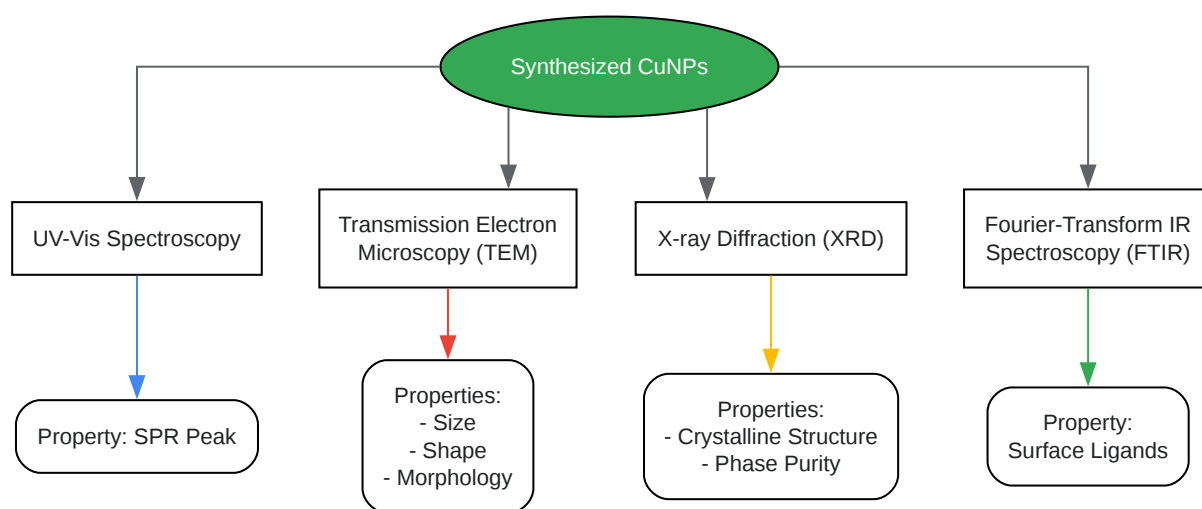 Synthesized CuNPs
UV-Vis Spectroscopy
Transmission Electron
Microscopy (TEM)
X-ray Diffraction (XRD)
Fourier-Transform IR
Spectroscopy (FTIR)
Property: SPR Peak
Properties:
- Size
- Shape
- Morphology
Properties:
- Crystalline Structure
- Phase Purity
Property:
Surface Ligands